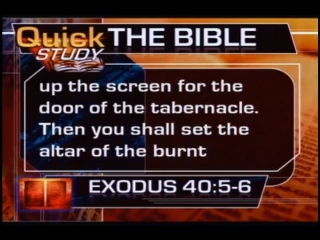 Quick THE BIBLE
STUDY
up the screen for the
door of the tabernacle.
Then you shall set the
altar of the burnt
EXODUS 40:5-6